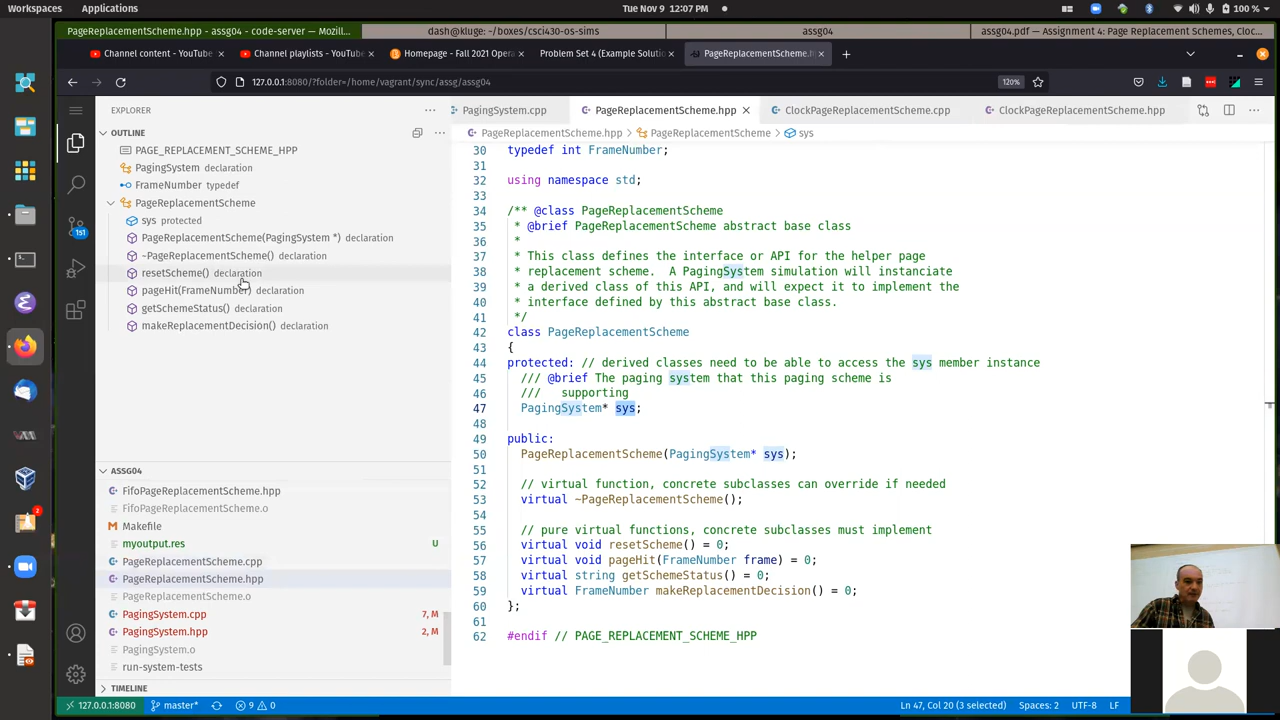 Workspaces
Applications
Tue Nov 9 12:07 PM
100 %
PageReplacementScheme.hpp - assg04 - code-server — Mozill...
dash@kluge: ~/boxes/csci430-os-sims
assg04
assg04.pdf — Assignment 4: Page Replacement Schemes, Cloc...
Channel content - YouTube
Channel playlists - YouTube
Homepage - Fall 2021 Opera
Problem Set 4 (Example Solutio
PageReplacementScheme.h
127.0.0.1:8080/?folder=/home/vagrant/sync/assg/assg04
120%
EXPLORER
PagingSystem.cpp
PageReplacementScheme.hpp
ClockPageReplacementScheme.cpp
ClockPageReplacementScheme.hpp
OUTLINE
PageReplacementScheme.hpp > PageReplacementScheme > sys
PAGE_REPLACEMENT_SCHEME_HPP
PagingSystem declaration
FrameNumber typedef
PageReplacementScheme
sys protected
PageReplacementScheme(PagingSystem *) declaration
~PageReplacementScheme() declaration
resetScheme() declaration
pageHit(FrameNumber) declaration
getSchemeStatus() declaration
makeReplacementDecision() declaration
151
2
ASSG04
FifoPageReplacementScheme.hpp
FifoPageReplacementScheme.o
Makefile
myoutput.res U
PageReplacementScheme.cpp
PageReplacementScheme.hpp
PageReplacementScheme.o
PagingSystem.cpp 7, M
PagingSystem.hpp 2, M
PagingSystem.o
run-system-tests
TIMELINE
30 typedef int FrameNumber;
31
32 using namespace std;
33
34 /** @class PageReplacementScheme
35 * @brief PageReplacementScheme abstract base class
36 *
37 * This class defines the interface or API for the helper page
38 * replacement scheme. A PagingSystem simulation will instanciate
39 * a derived class of this API, and will expect it to implement the
40 * interface defined by this abstract base class.
41 */
42 class PageReplacementScheme
43 {
44 protected: // derived classes need to be able to access the sys member instance
45 /// @brief The paging system that this paging scheme is
46 /// supporting
47 PagingSystem* sys;
48
49 public:
50 PageReplacementScheme(PagingSystem* sys);
51
52 // virtual function, concrete subclasses can override if needed
53 virtual ~PageReplacementScheme();
54
55 // pure virtual functions, concrete subclasses must implement
56 virtual void resetScheme() = 0;
57 virtual void pageHit(FrameNumber frame) = 0;
58 virtual string getSchemeStatus() = 0;
59 virtual FrameNumber makeReplacementDecision() = 0;
60 };
61
62 #endif // PAGE_REPLACEMENT_SCHEME_HPP
127.0.0.1:8080
master*
9
0
Ln 47, Col 20 (3 selected)
Spaces: 2
UTF-8
LF